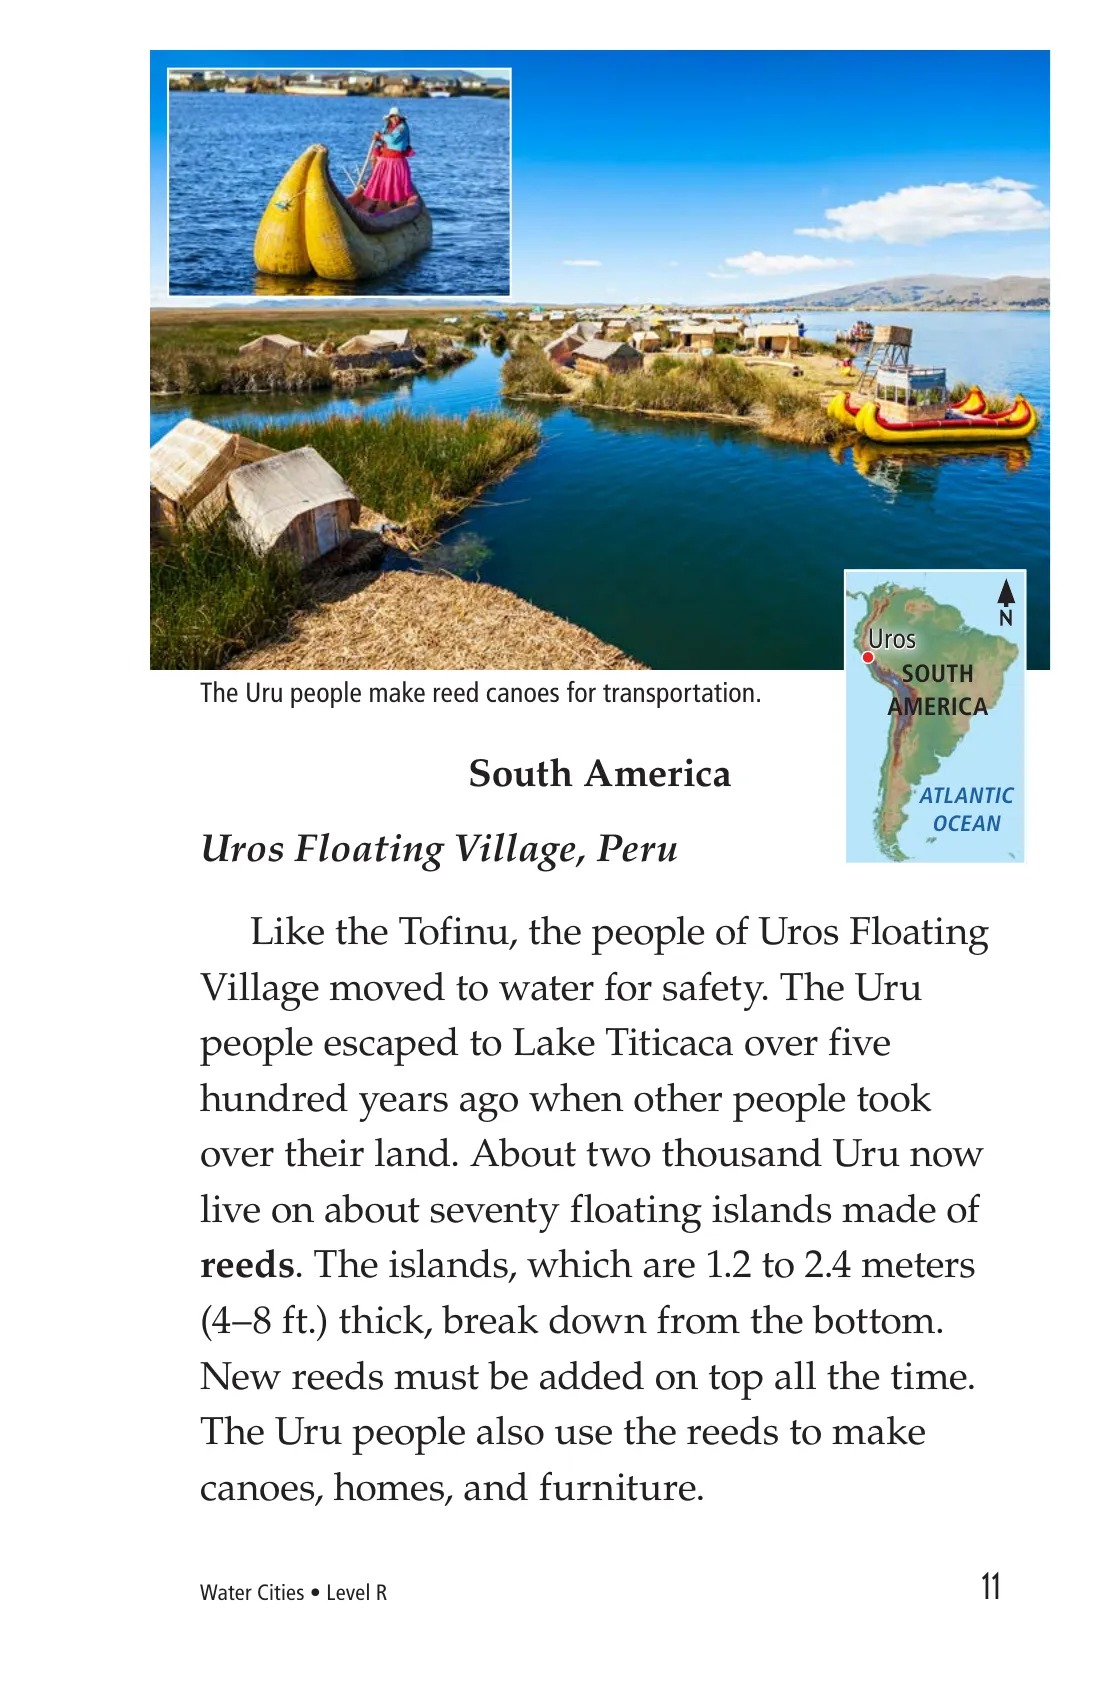 The Uru people make reed canoes for transportation.
N
Uros
SOUTH
AMERICA
ATLANTIC
OCEAN
South America
Uros Floating Village, Peru
Like the Tofinu, the people of Uros Floating
Village moved to water for safety. The Uru
people escaped to Lake Titicaca over five
hundred years ago when other people took
over their land. About two thousand Uru now
live on about seventy floating islands made of
reeds. The islands, which are 1.2 to 2.4 meters
(4–8 ft.) thick, break down from the bottom.
New reeds must be added on top all the time.
The Uru people also use the reeds to make
canoes, homes, and furniture.
Water Cities • Level R
11